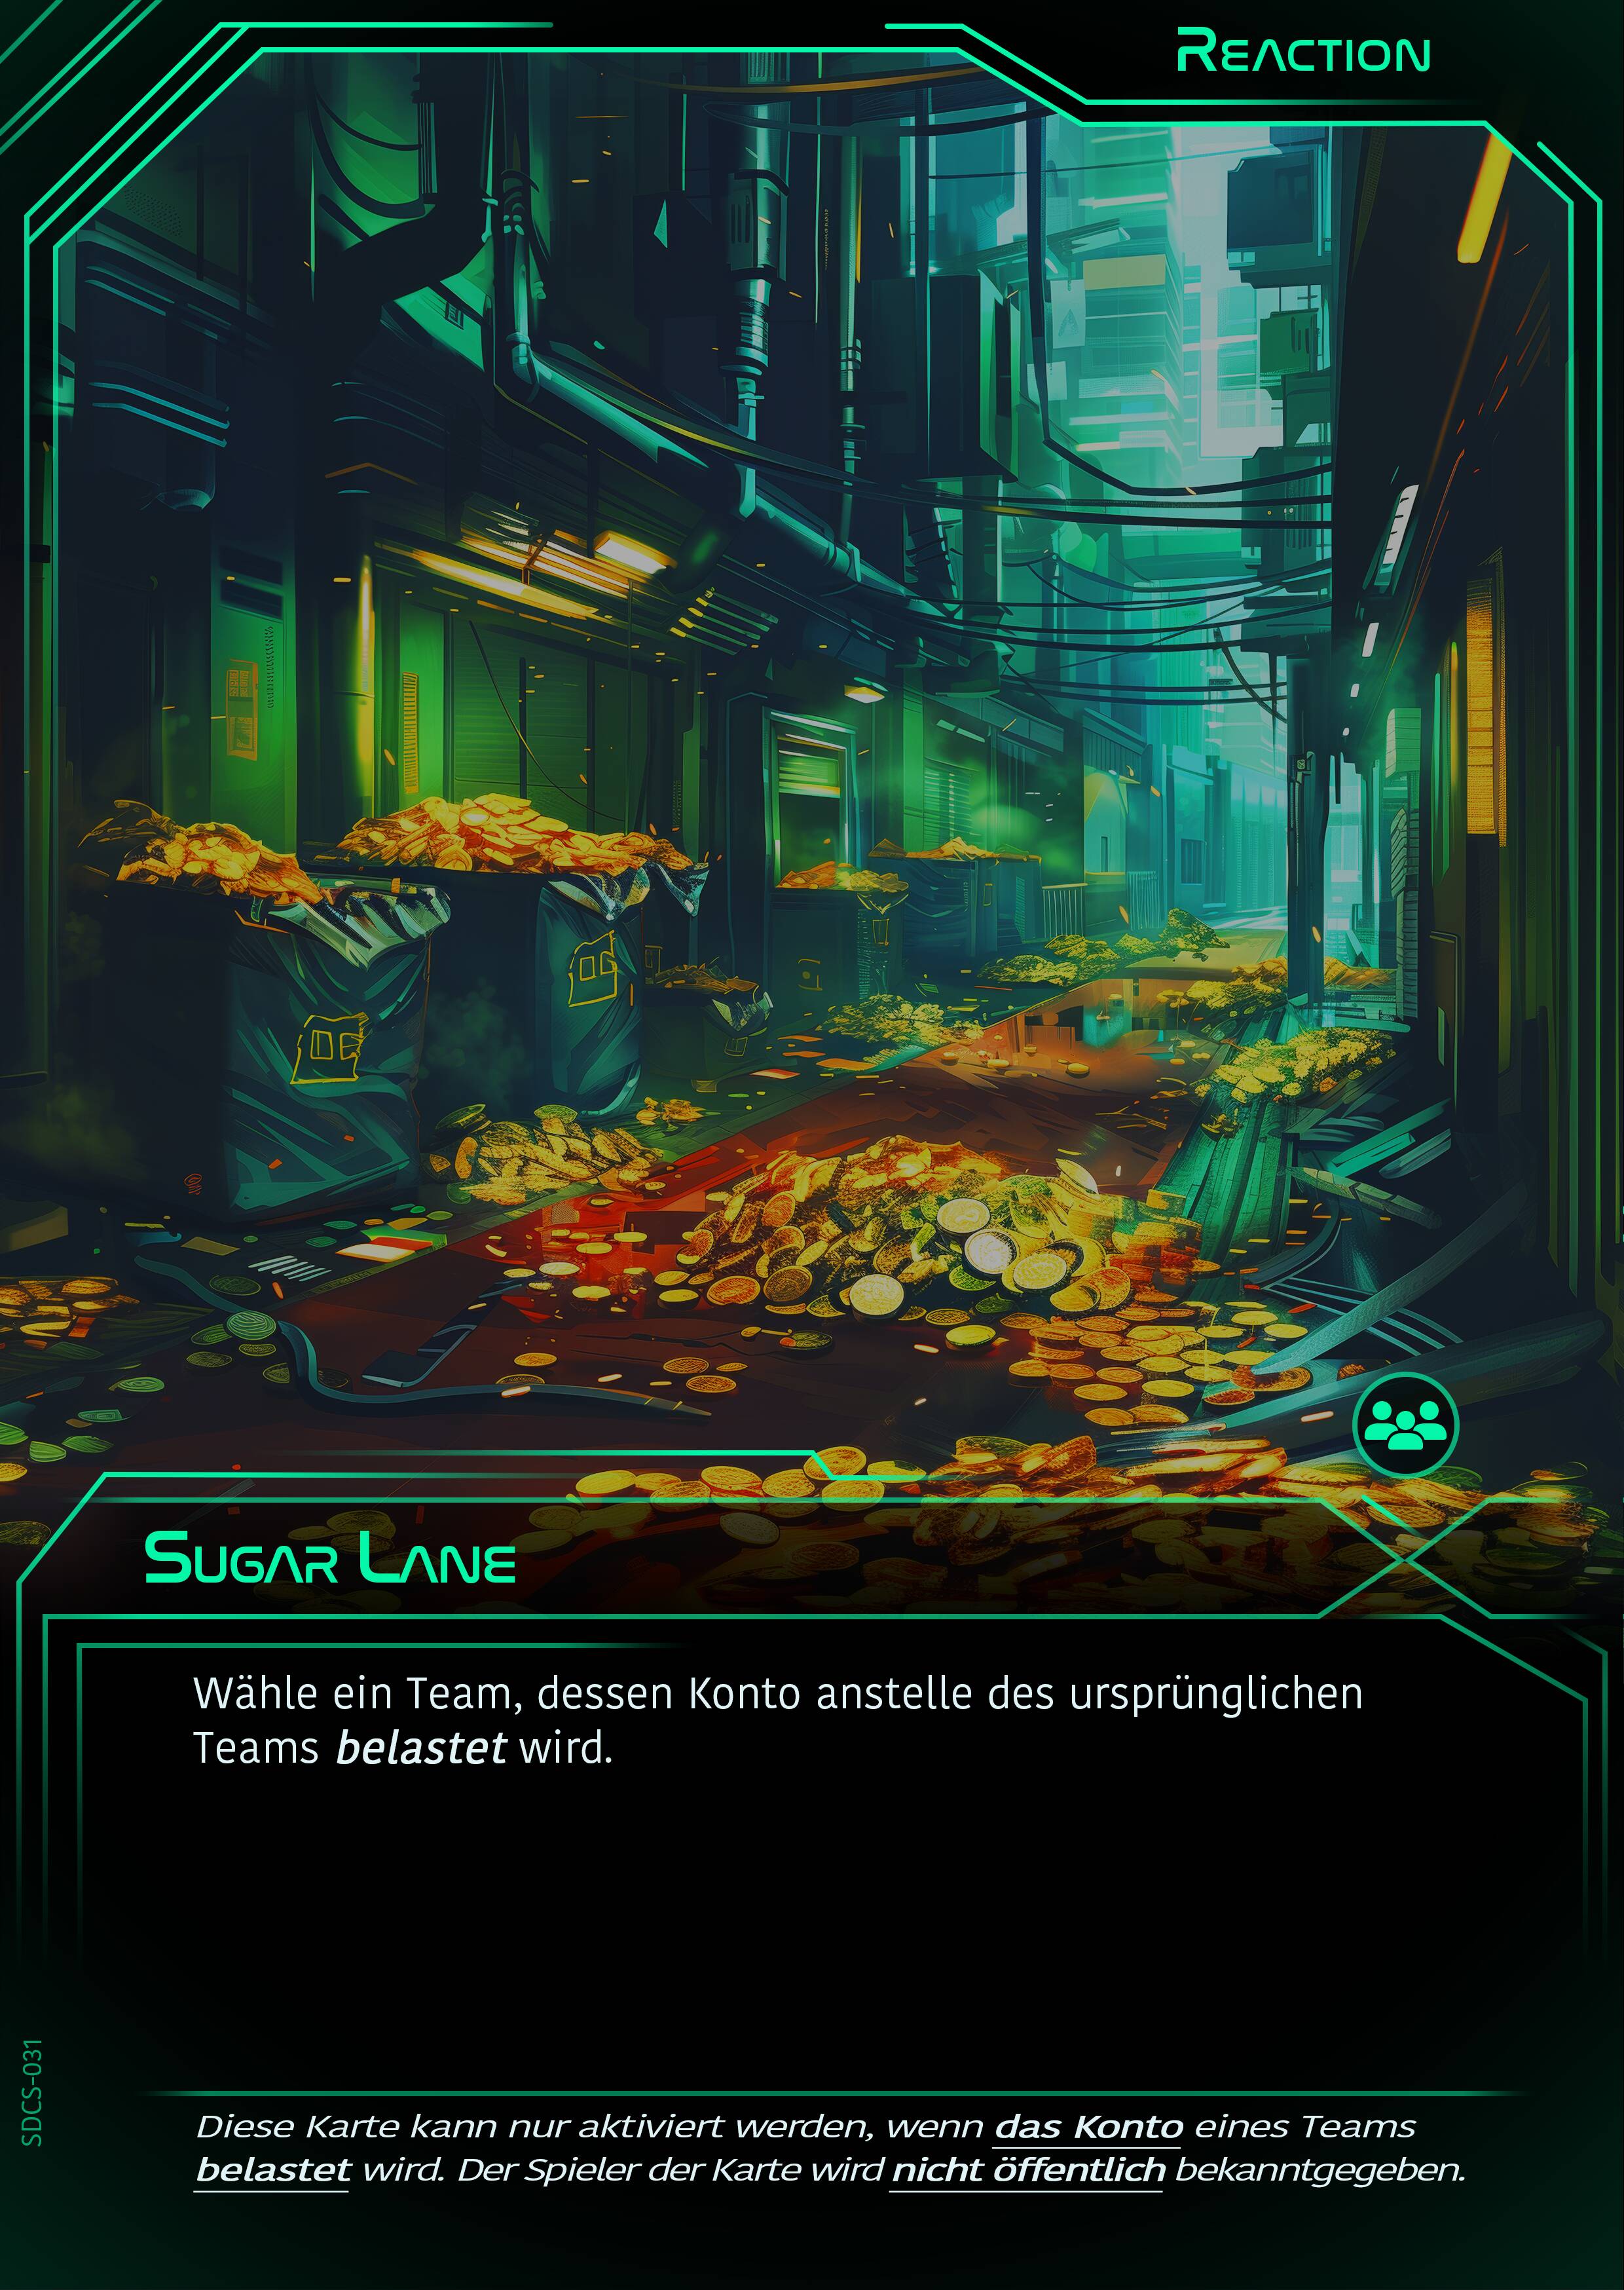 Reaction
Sugar Lane
Wähle ein Team, dessen Konto anstelle des ursprünglichen
Teams belastet wird.
SDCS-031
Diese Karte kann nur aktiviert werden, wenn das Konto eines Teams
belastet wird. Der Spieler der Karte wird nicht öffentlich bekanntgegeben.